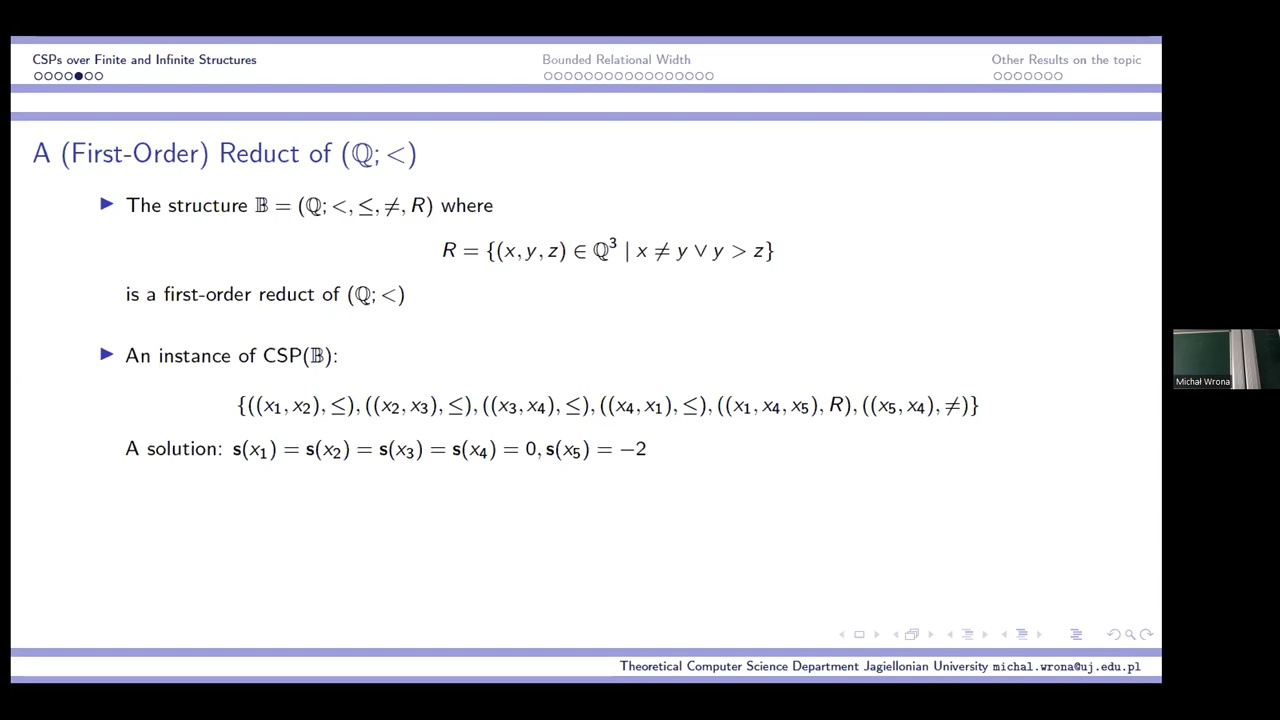 CSPs over Finite and Infinite Structures
Bounded Relational Width
Other Results on the topic
A (First-Order) Reduct of (ℚ; <)
The structure 𝔹 = (ℚ; <, ≤, ≠, R) where
R = {(x, y, z) ∈ ℚ³ | x ≠ y ∨ y > z}
is a first-order reduct of (ℚ; <)
An instance of CSP(𝔹):
{((x₁, x₂), ≤), ((x₂, x₃), ≤), ((x₃, x₄), ≤), ((x₄, x₁), ≤), ((x₁, x₄, x₅), R), ((x₅, x₄), ≠)}
A solution: s(x₁) = s(x₂) = s(x₃) = s(x₄) = 0, s(x₅) = −2
Michał Wrona
Theoretical Computer Science Department Jagiellonian University michal.wrona@uj.edu.pl